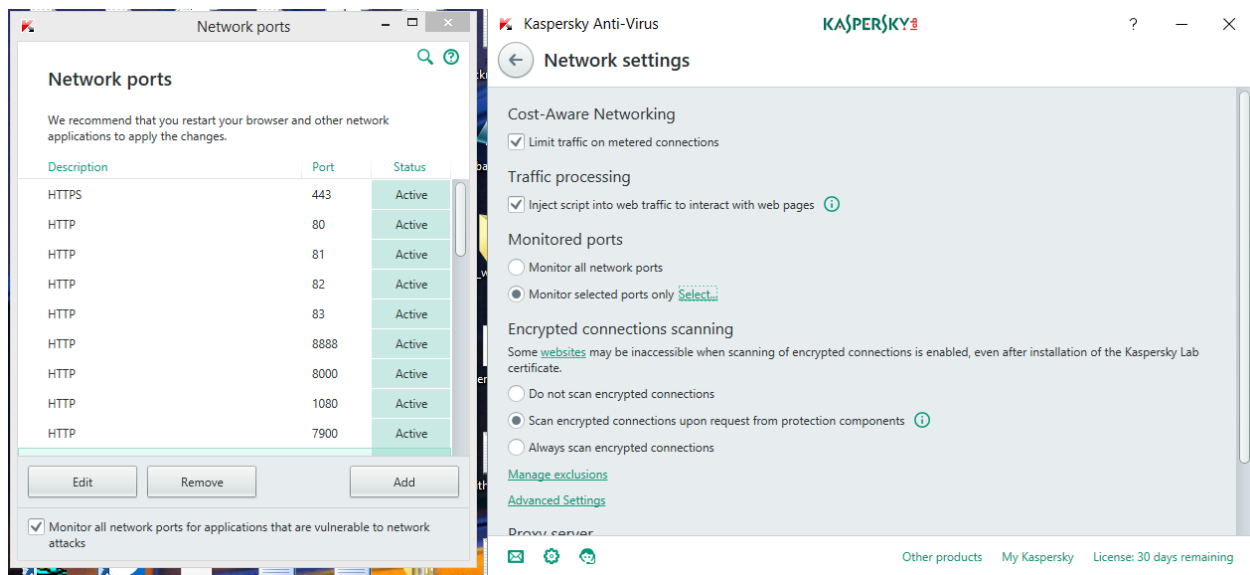 Network ports
Network ports
We recommend that you restart your browser and other network
applications to apply the changes.
Description Port Status
HTTPS 443 Active
HTTP 80 Active
HTTP 81 Active
HTTP 82 Active
HTTP 83 Active
HTTP 8888 Active
HTTP 8000 Active
HTTP 1080 Active
HTTP 7900 Active
Edit Remove Add
Monitor all network ports for applications that are vulnerable to network
attacks
Kaspersky Anti-Virus KASPERSKY LAB
Network settings
Cost-Aware Networking
Limit traffic on metered connections
Traffic processing
Inject script into web traffic to interact with web pages
Monitored ports
Monitor all network ports
Monitor selected ports only Select...
Encrypted connections scanning
Some websites may be inaccessible when scanning of encrypted connections is enabled, even after installation of the Kaspersky Lab
certificate.
Do not scan encrypted connections
Scan encrypted connections upon request from protection components
Always scan encrypted connections
Manage exclusions
Advanced Settings
Proxy server
Other products My Kaspersky License: 30 days remaining